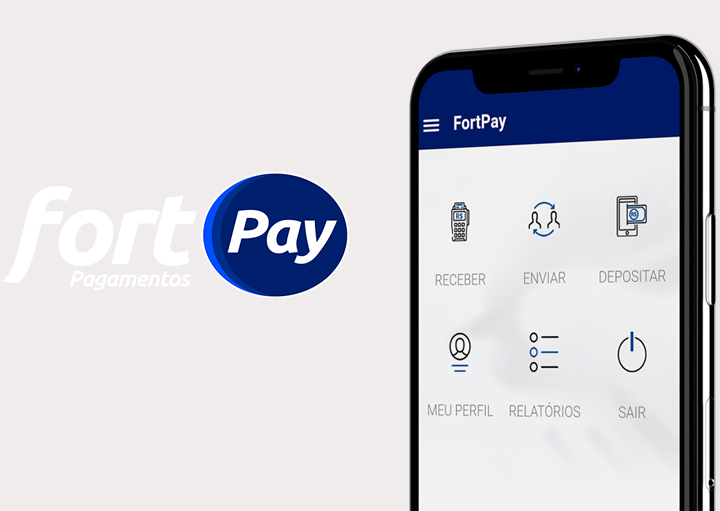 fort Pay
Pagamentos
FortPay
R$
R$
RECEBER
ENVIAR
DEPOSITAR
MEU PERFIL
RELATÓRIOS
SAIR